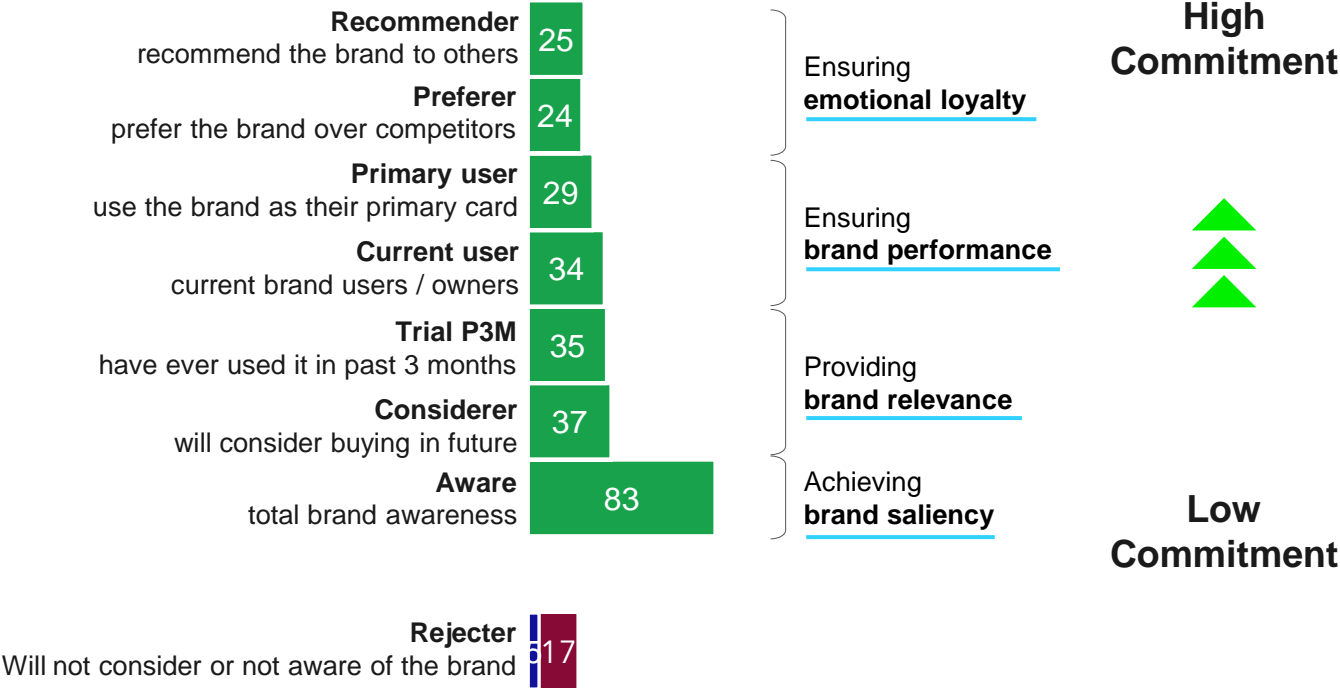 Recommender
recommend the brand to others
25
Preferer
prefer the brand over competitors
24
Ensuring
emotional loyalty
High
Commitment
Primary user
use the brand as their primary card
29
Current user
current brand users / owners
34
Ensuring
brand performance
Trial P3M
have ever used it in past 3 months
35
Considerer
will consider buying in future
37
Providing
brand relevance
Aware
total brand awareness
83
Achieving
brand saliency
Low
Commitment
Rejecter
Will not consider or not aware of the brand
17